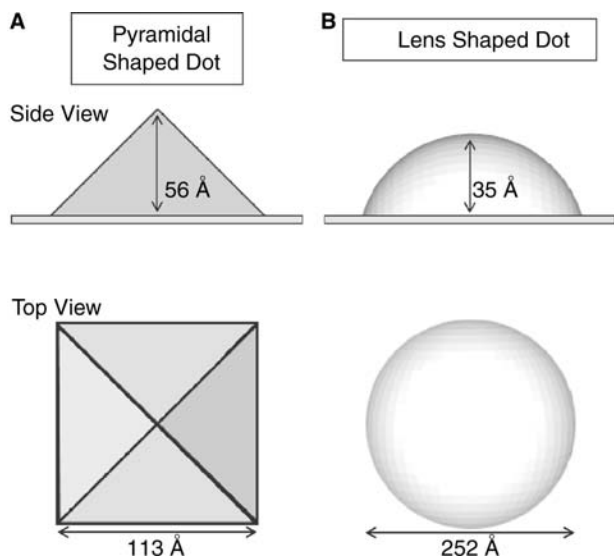 A
Pyramidal
Shaped Dot
B
Lens Shaped Dot
Side View
56 Å
35 Å
Top View
113 Å
252 Å